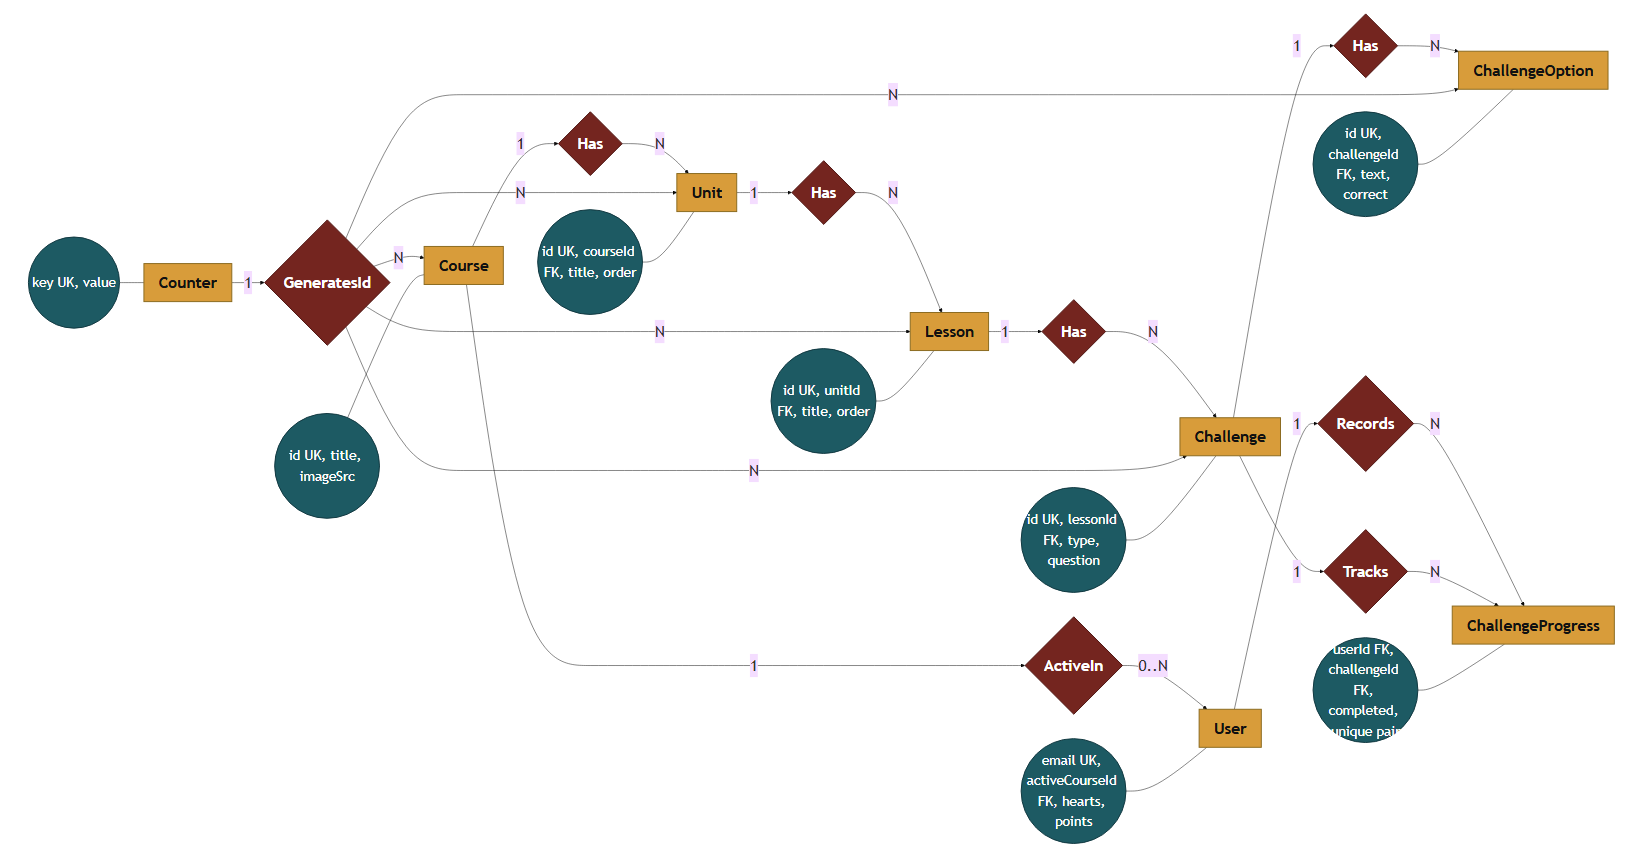 1
Has
N
ChallengeOption
N
id UK,
challengeId
FK, text,
correct
1
Has
N
N
Unit
1
Has
N
id UK, courseId
FK, title, order
key UK, value
Counter
1
GeneratesId
N
Course
N
Lesson
1
Has
N
id UK, unitId
FK, title, order
id UK, title,
imageSrc
N
Challenge
1
Records
N
id UK, lessonId
FK, type,
question
1
Tracks
N
ChallengeProgress
userId FK,
challengeId
FK,
completed,
unique pair
1
ActiveIn
0..N
User
email UK,
activeCourseId
FK, hearts,
points